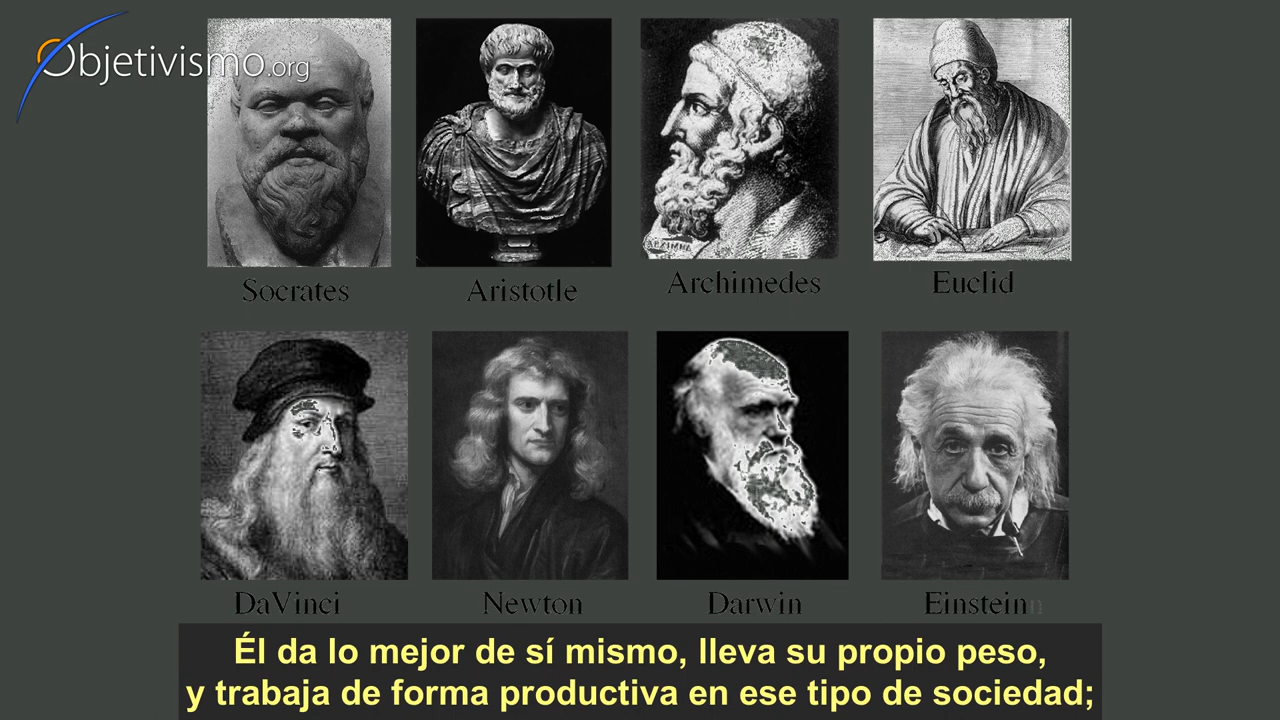 Objetivismo.org
Socrates Aristotle Archimedes Euclid
DaVinci Newton Darwin Einstein
Él da lo mejor de sí mismo, lleva su propio peso,
y trabaja de forma productiva en ese tipo de sociedad;